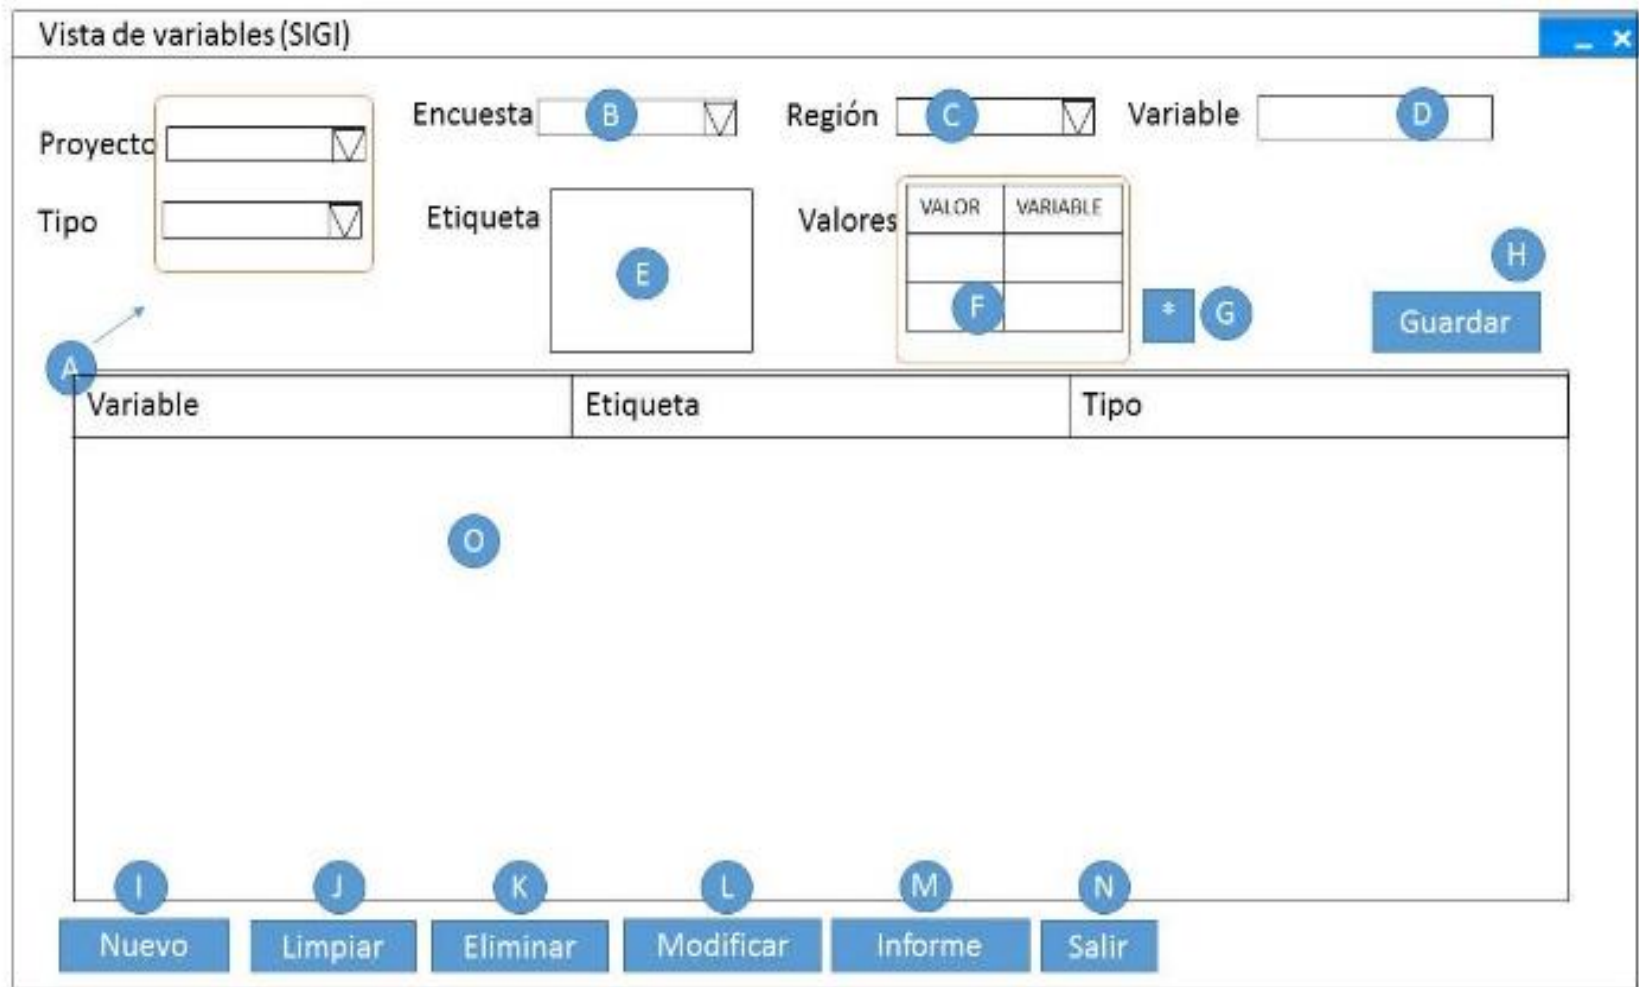 Vista de variables (SIGI)
_ ×
Proyecto
Encuesta B
Región C
Variable D
Tipo
Etiqueta E
Valores
VALOR VARIABLE
F
* G
H
Guardar
A
Variable Etiqueta Tipo
O
I J K L M N
Nuevo Limpiar Eliminar Modificar Informe Salir